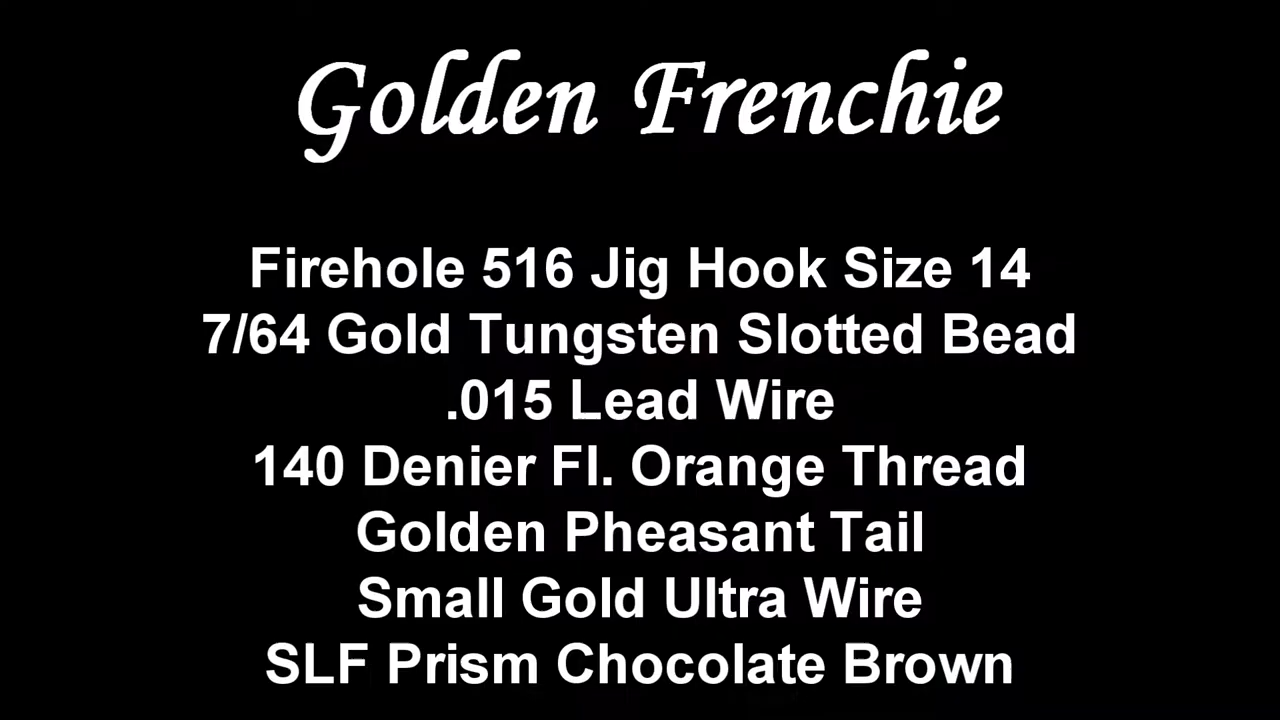 Golden Frenchie
Firehole 516 Jig Hook Size 14
7/64 Gold Tungsten Slotted Bead
.015 Lead Wire
140 Denier Fl. Orange Thread
Golden Pheasant Tail
Small Gold Ultra Wire
SLF Prism Chocolate Brown